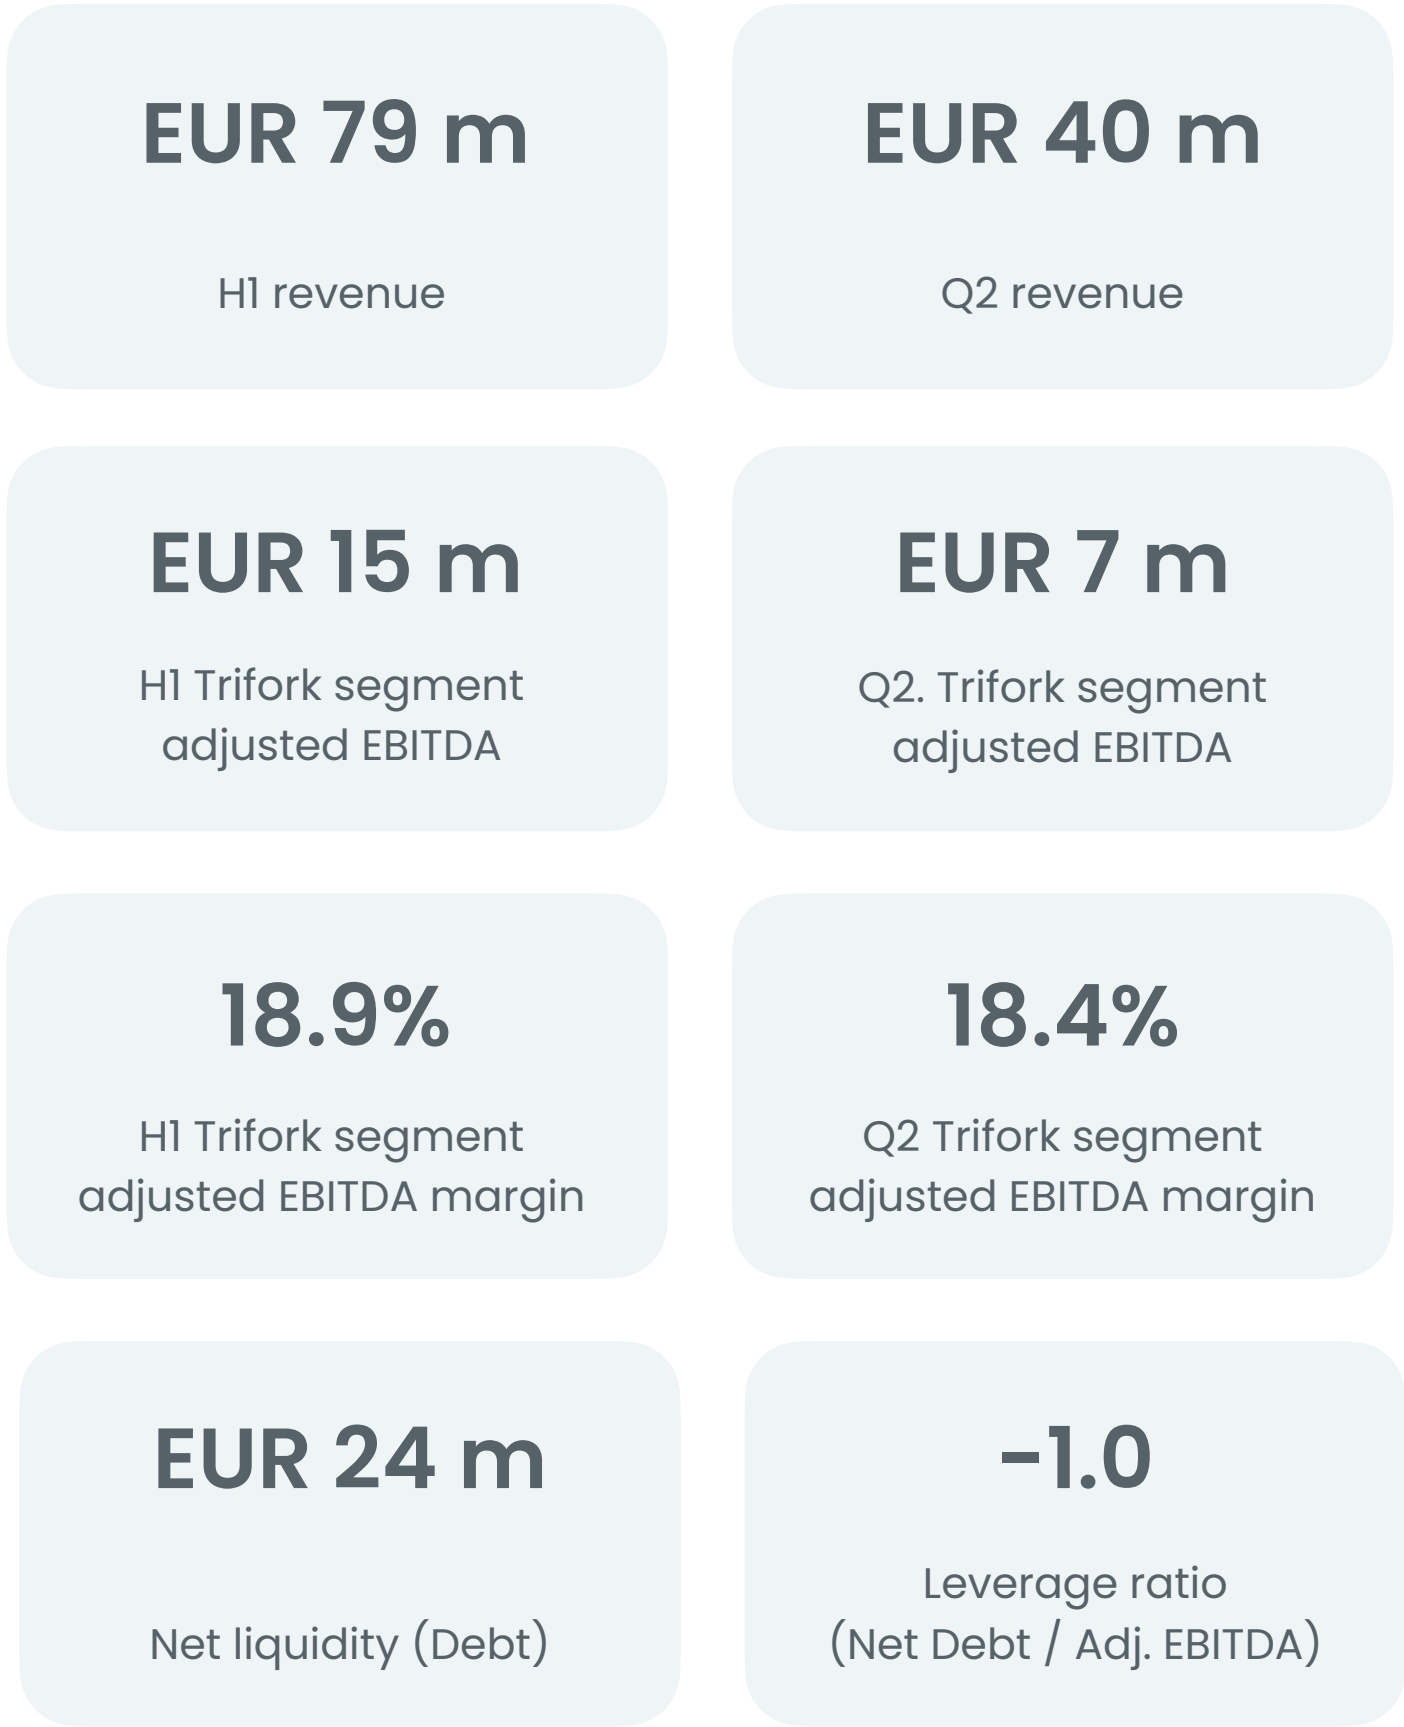 EUR 79 m
H1 revenue
EUR 40 m
Q2 revenue
EUR 15 m
H1 Trifork segment
adjusted EBITDA
EUR 7 m
Q2. Trifork segment
adjusted EBITDA
18.9%
H1 Trifork segment
adjusted EBITDA margin
18.4%
Q2 Trifork segment
adjusted EBITDA margin
EUR 24 m
Net liquidity (Debt)
-1.0
Leverage ratio
(Net Debt / Adj. EBITDA)